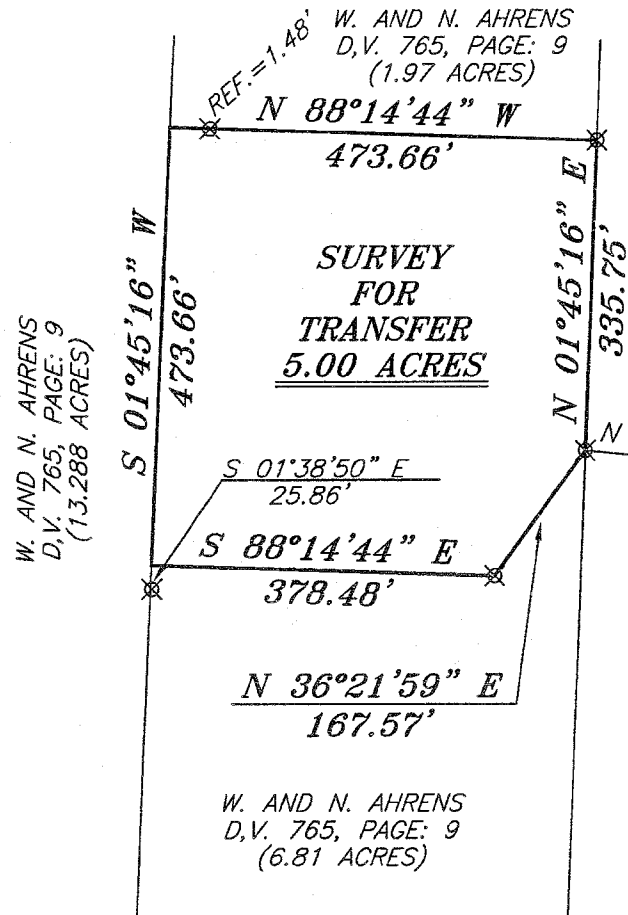 W. AND N. AHRENS
D,V. 765, PAGE: 9
(1.97 ACRES)
REF.=1.48'
N 88°14'44" W
473.66'
S 01°45'16" W
473.66'
N 01°45'16" E
335.75'
SURVEY
FOR
TRANSFER
5.00 ACRES
W. AND N. AHRENS
D,V. 765, PAGE: 9
(13.288 ACRES)
N
S 01°38'50" E
25.86'
S 88°14'44" E
378.48'
N 36°21'59" E
167.57'
W. AND N. AHRENS
D,V. 765, PAGE: 9
(6.81 ACRES)